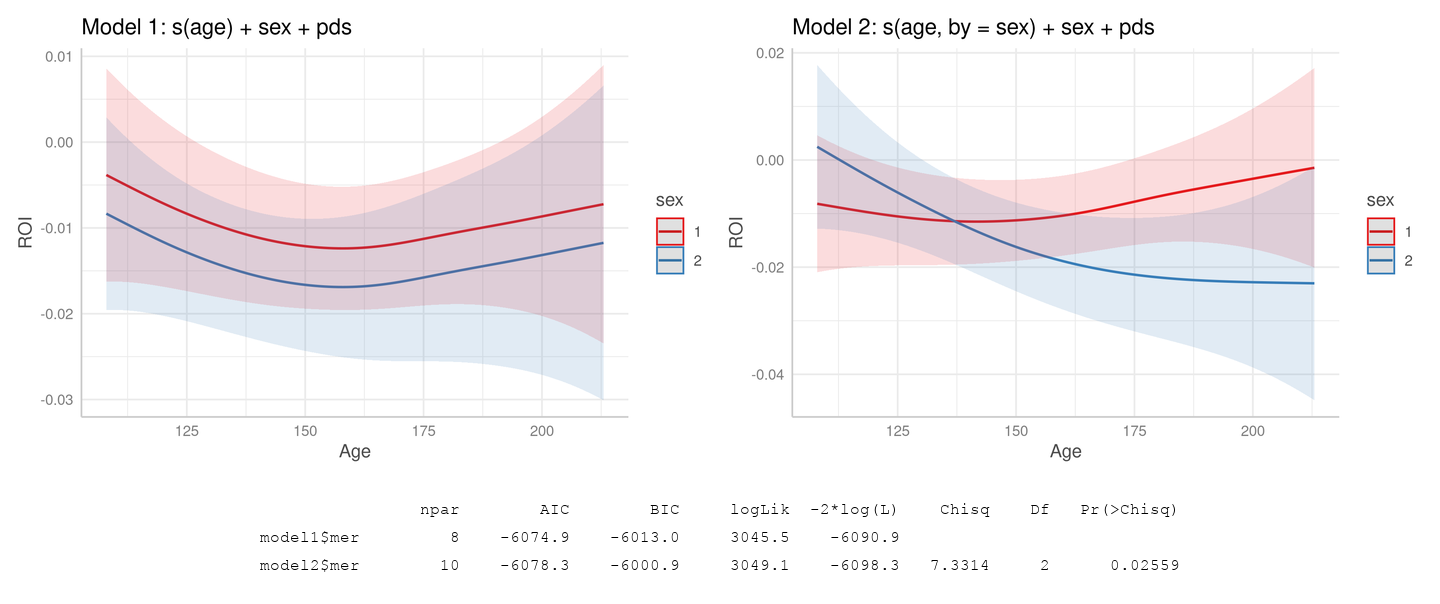 Model 1: s(age) + sex + pds
0.01
0.00
-0.01
-0.02
-0.03
ROI
125 150 175 200
Age
sex
1
2
Model 2: s(age, by = sex) + sex + pds
0.02
0.00
-0.02
-0.04
ROI
125 150 175 200
Age
sex
1
2
npar AIC BIC logLik -2*log(L) Chisq Df Pr(>Chisq)
model1$mer 8 -6074.9 -6013.0 3045.5 -6090.9
model2$mer 10 -6078.3 -6000.9 3049.1 -6098.3 7.3314 2 0.02559